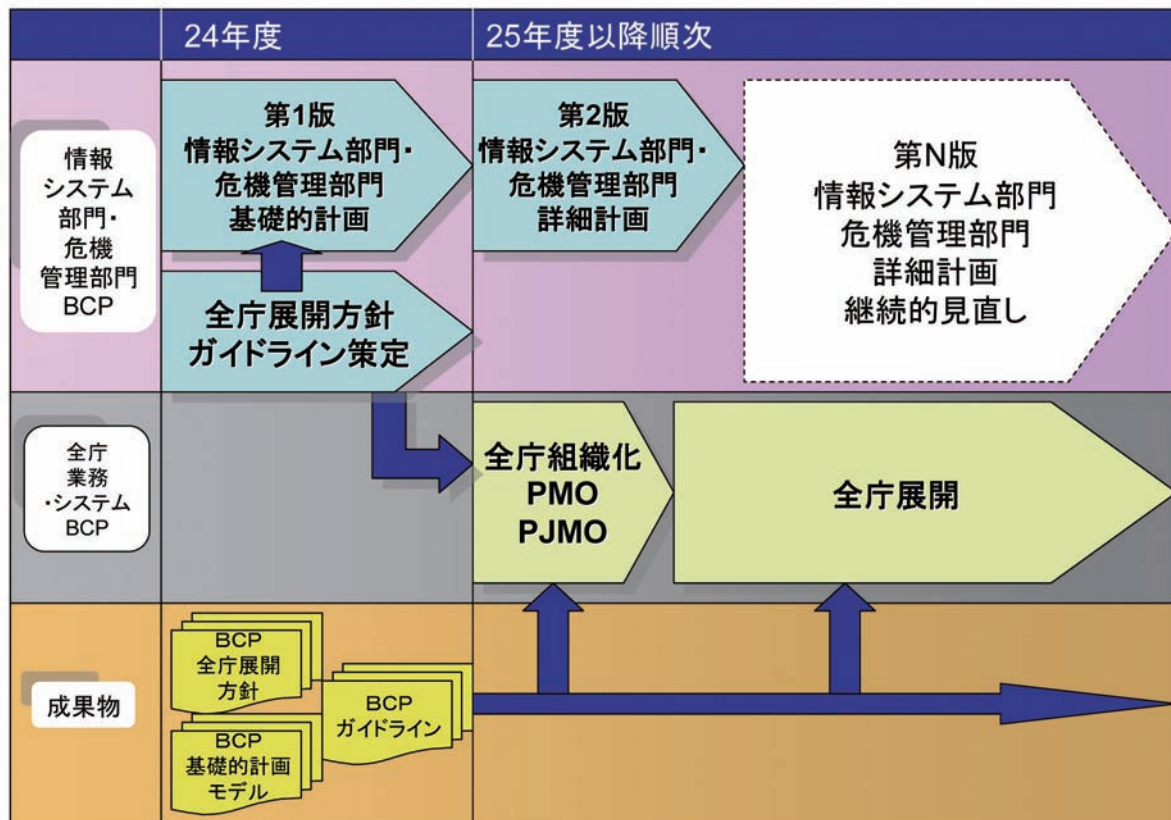 24年度
25年度以降順次
情報
システム
部門・
危機
管理部門
BCP
第1版
情報システム部門・
危機管理部門
基礎的計画
第2版
情報システム部門・
危機管理部門
詳細計画
第N版
情報システム部門
危機管理部門
詳細計画
継続的見直し
全庁展開方針
ガイドライン策定
全庁
業務
・システム
BCP
全庁組織化
PMO
PJMO
全庁展開
成果物
BCP
全庁展開
方針
BCP
ガイドライン
BCP
基礎的計画
モデル